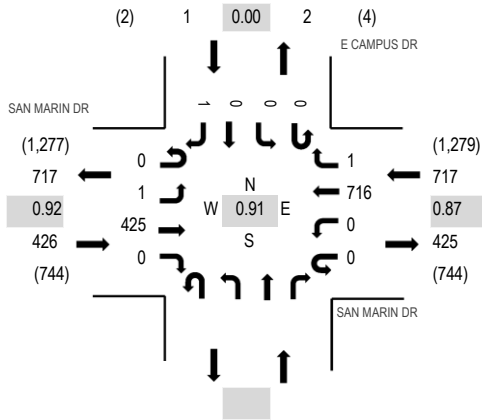 (2) 1 0.00 2 (4)
E CAMPUS DR
1 0 0 0
SAN MARIN DR
(1,277)
717
0.92
426
(744)
0
1
425
0
N
W 0.91 E
S
1
716
0
0
(1,279)
717
0.87
425
(744)
SAN MARIN DR